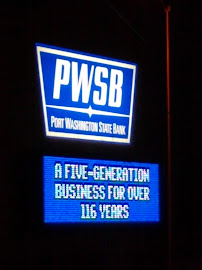 PWSB
PORT WASHINGTON STATE BANK
A FIVE-GENERATION
BUSINESS FOR OVER
116 YEARS